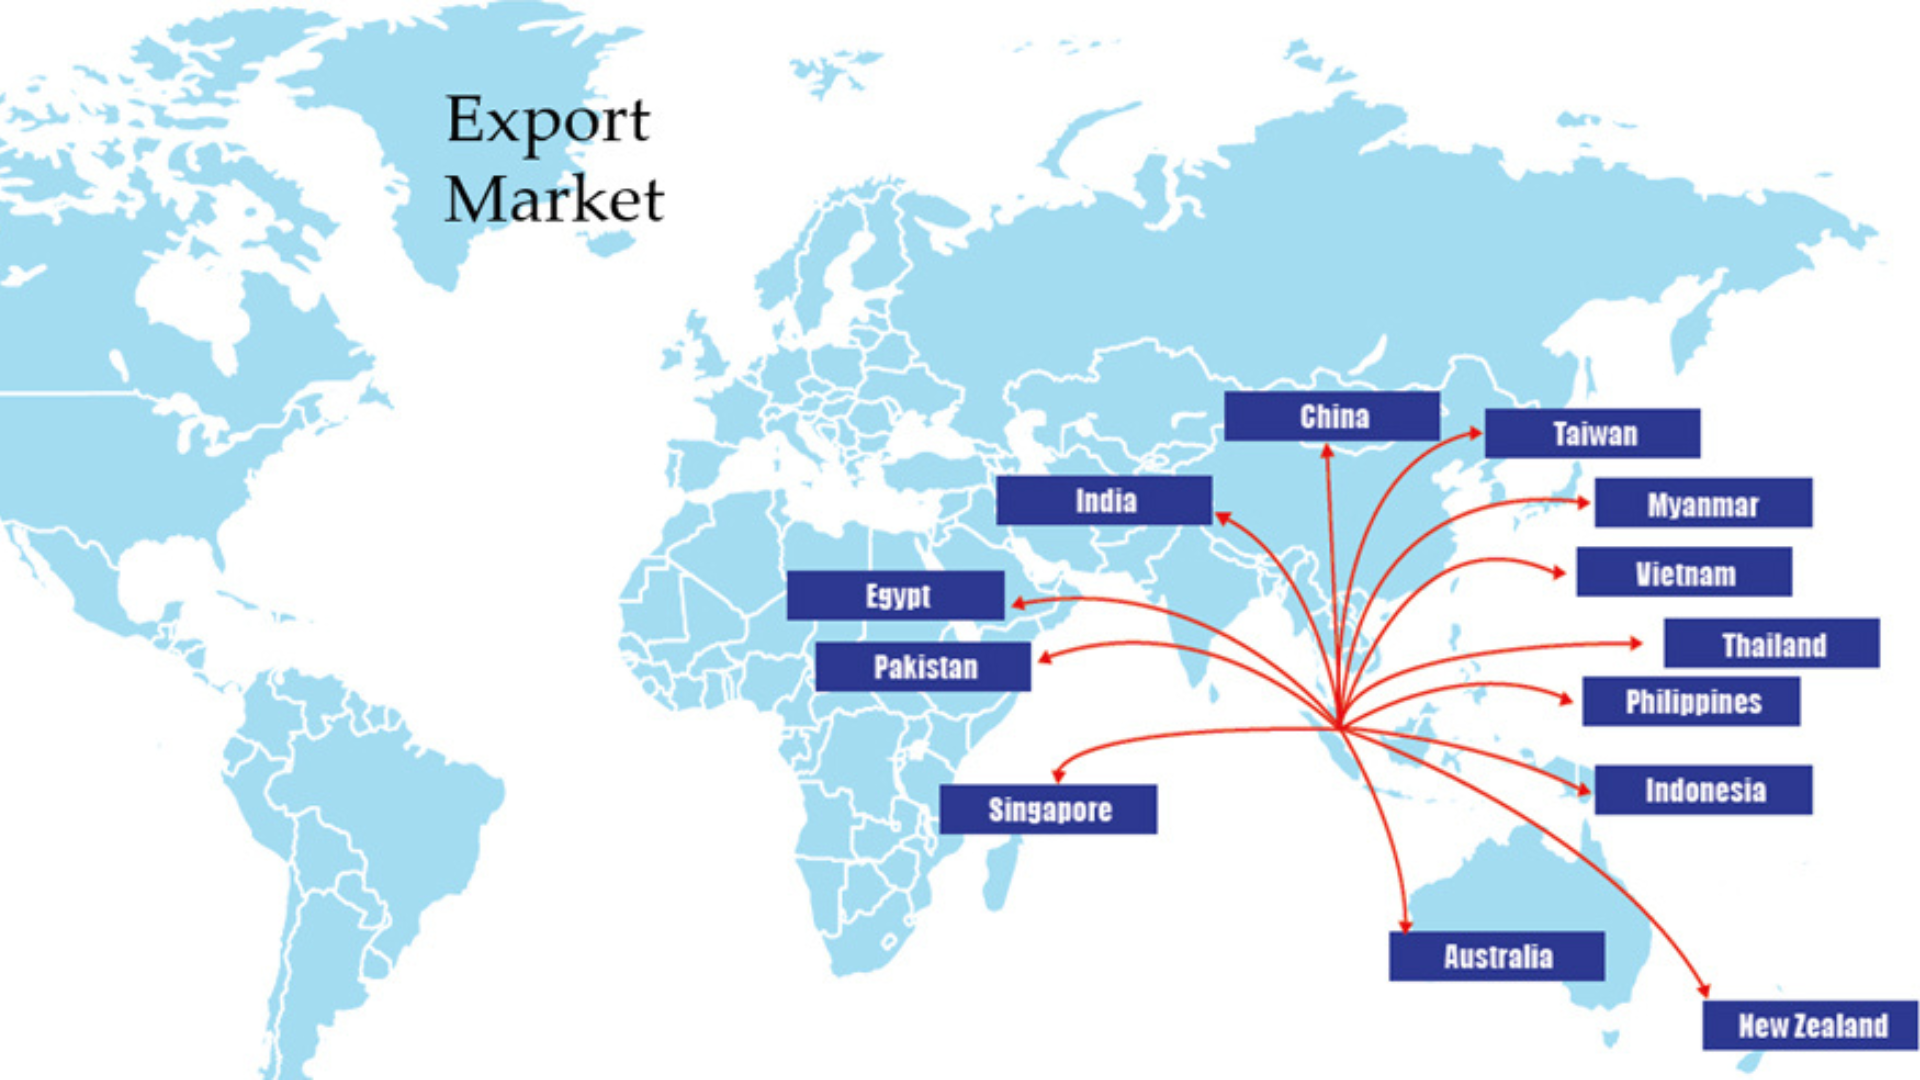 Export
Market
China
Taiwan
India
Myanmar
Vietnam
Egypt
Thailand
Pakistan
Philippines
Indonesia
Singapore
Australia
New Zealand